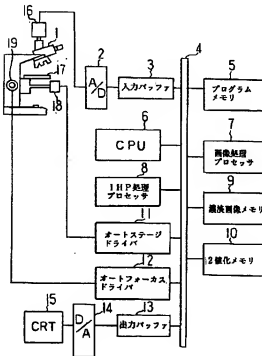 16
19
1
2
3
4
5
A/D
入力バッファ
プログラム
メモリ
17
18
6
CPU
7
画像処理
プロセッサ
8
IHP処理
プロセッサ
9
濃淡画像メモリ
11
オートステージ
ドライバ
10
2値化メモリ
12
オートフォーカス
ドライバ
15
14
13
CRT
D/A
出力バッファ